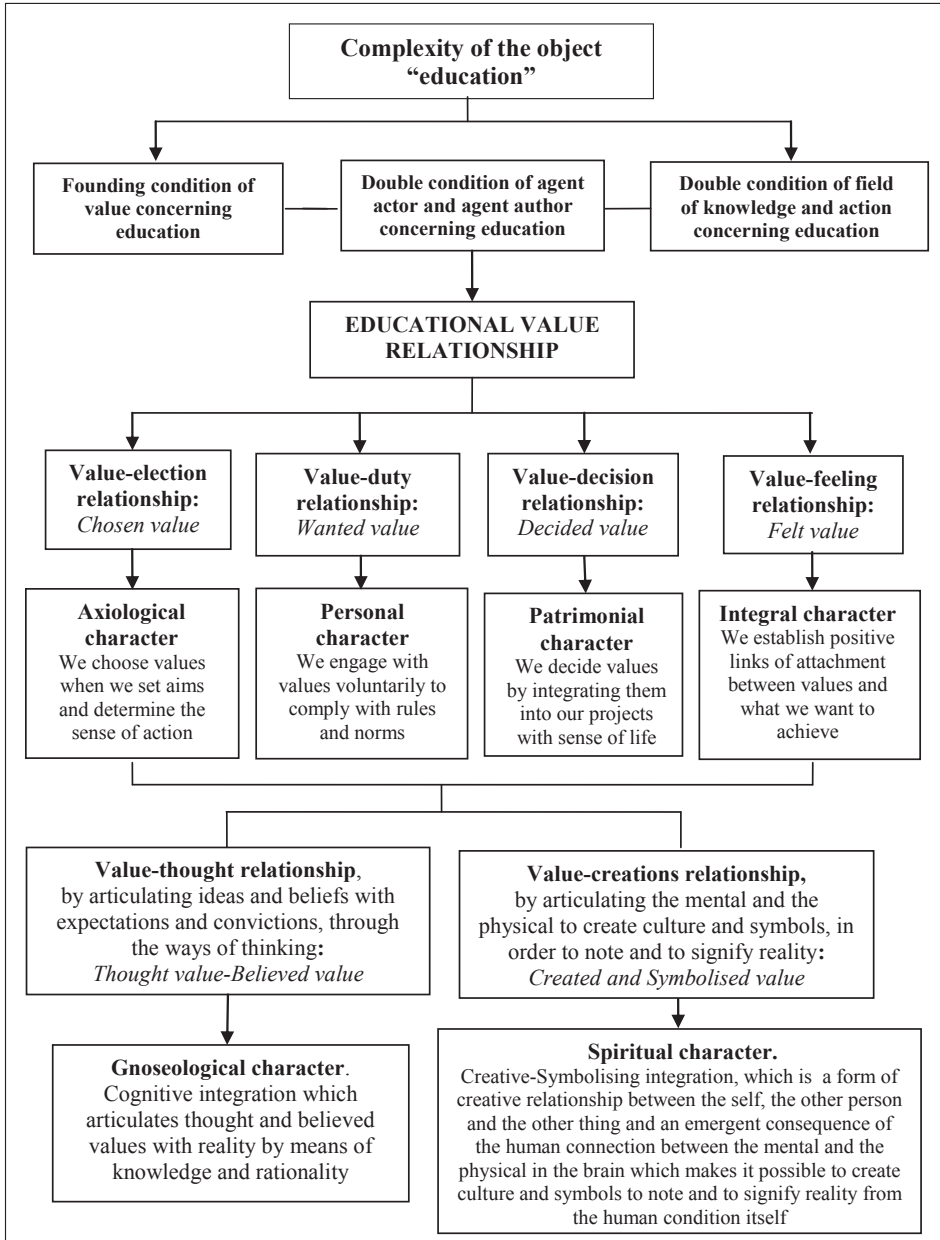 Complexity of the object
“education”
Founding condition of
value concerning
education
Double condition of agent
actor and agent author
concerning education
Double condition of field
of knowledge and action
concerning education
EDUCATIONAL VALUE
RELATIONSHIP
Value-election
relationship:
Chosen value
Value-duty
relationship:
Wanted value
Value-decision
relationship:
Decided value
Value-feeling
relationship:
Felt value
Axiological
character
We choose values
when we set aims
and determine the
sense of action
Personal
character
We engage with
values voluntarily to
comply with rules
and norms
Patrimonial
character
We decide values
by integrating them
into our projects
with sense of life
Integral character
We establish positive
links of attachment
between values and
what we want to
achieve
Value-thought relationship,
by articulating ideas and beliefs with
expectations and convictions, through
the ways of thinking:
Thought value-Believed value
Value-creations relationship,
by articulating the mental and the
physical to create culture and symbols, in
order to note and to signify reality:
Created and Symbolised value
Gnoseological character.
Cognitive integration which
articulates thought and believed
values with reality by means of
knowledge and rationality
Spiritual character.
Creative-Symbolising integration, which is a form of
creative relationship between the self, the other person
and the other thing and an emergent consequence of
the human connection between the mental and the
physical in the brain which makes it possible to create
culture and symbols to note and to signify reality from
the human condition itself